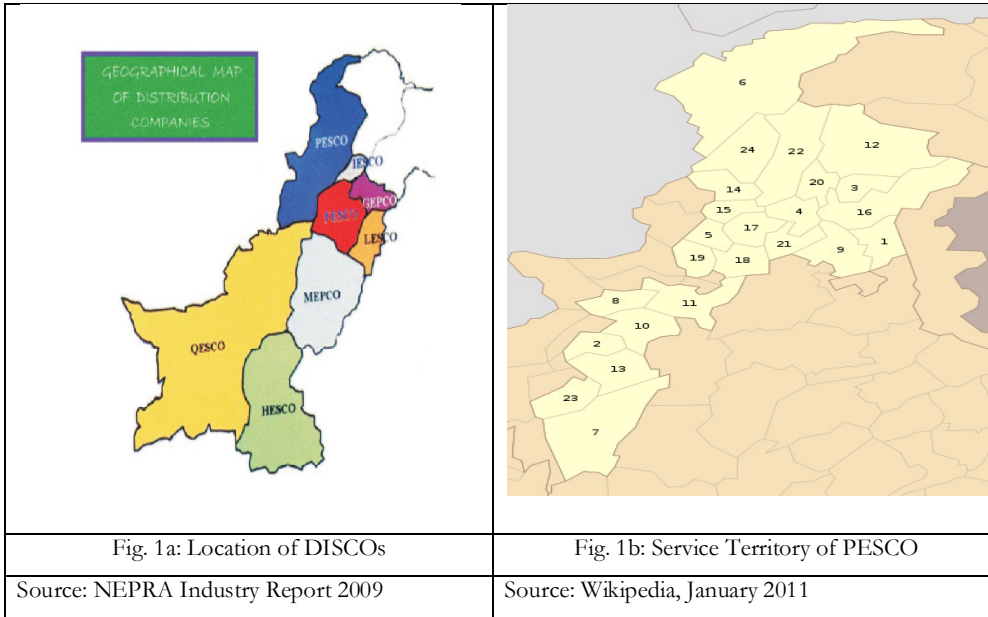 GEOGRAPHICAL MAP
OF DISTRIBUTION
COMPANIES
PESCO
IESCO
GEPCO
FESCO
LESCO
MEPCO
QESCO
HESCO
6
24
22
12
14
20
3
15
4
16
5
17
21
9
1
19
18
8
11
10
2
13
23
7
Fig. 1a: Location of DISCOs
Fig. 1b: Service Territory of PESCO
Source: NEPRA Industry Report 2009
Source: Wikipedia, January 2011